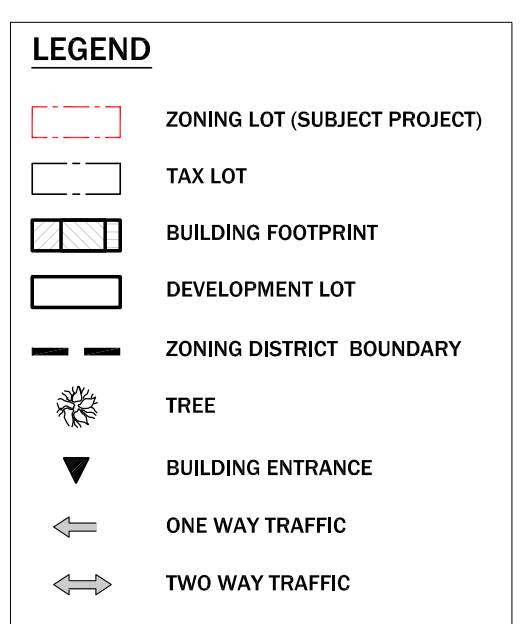 LEGEND
ZONING LOT (SUBJECT PROJECT)
TAX LOT
BUILDING FOOTPRINT
DEVELOPMENT LOT
ZONING DISTRICT BOUNDARY
TREE
BUILDING ENTRANCE
ONE WAY TRAFFIC
TWO WAY TRAFFIC